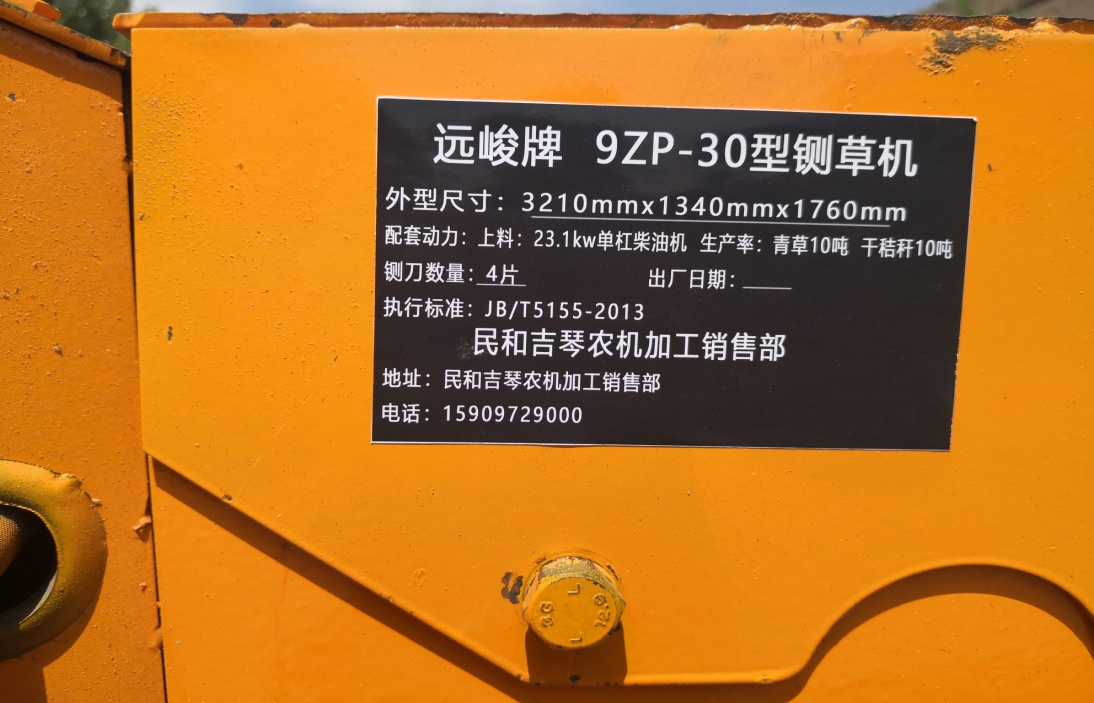 远峻牌 9ZP-30型铡草机
外型尺寸：3210mmx1340mmx1760mm
配套动力：上料：23.1kw单杠柴油机 生产率：青草10吨 干秸秆10吨
铡刀数量：4片 出厂日期：
执行标准：JB/T5155-2013
民和吉琴农机加工销售部
地址：民和吉琴农机加工销售部
电话：15909729000